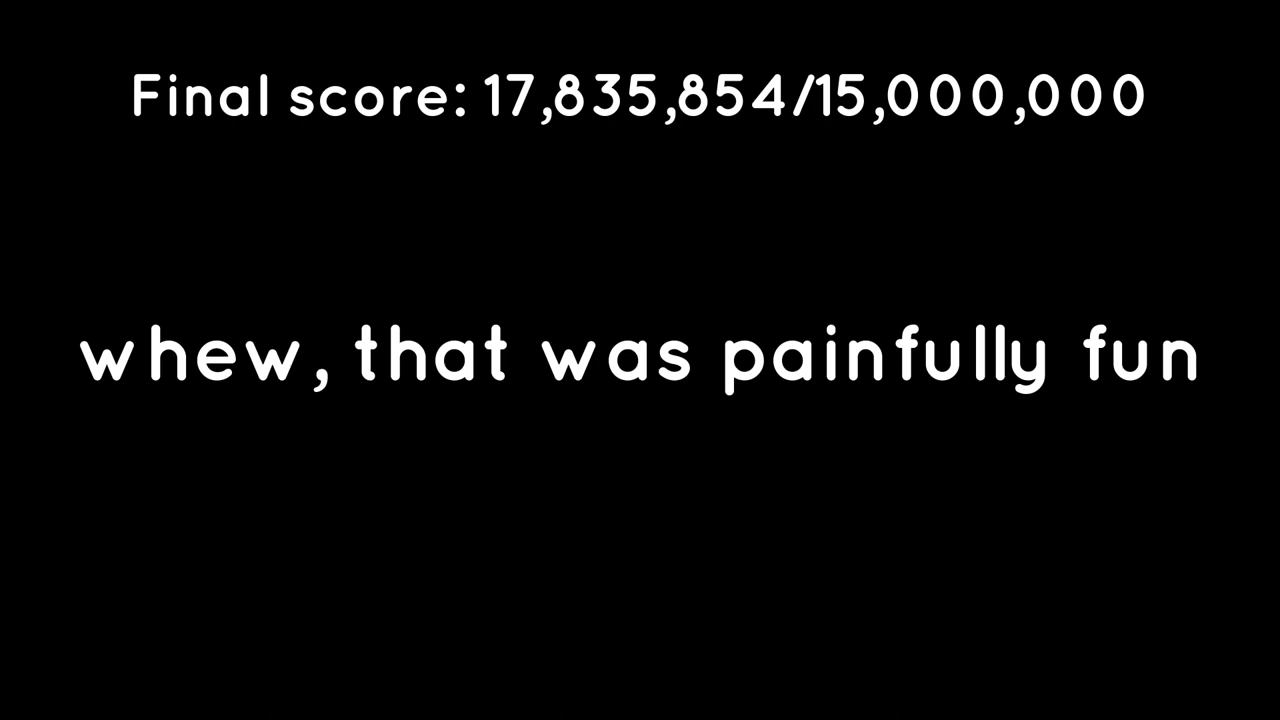 Final score: 17,835,854/15,000,000
whew, that was painfully fun